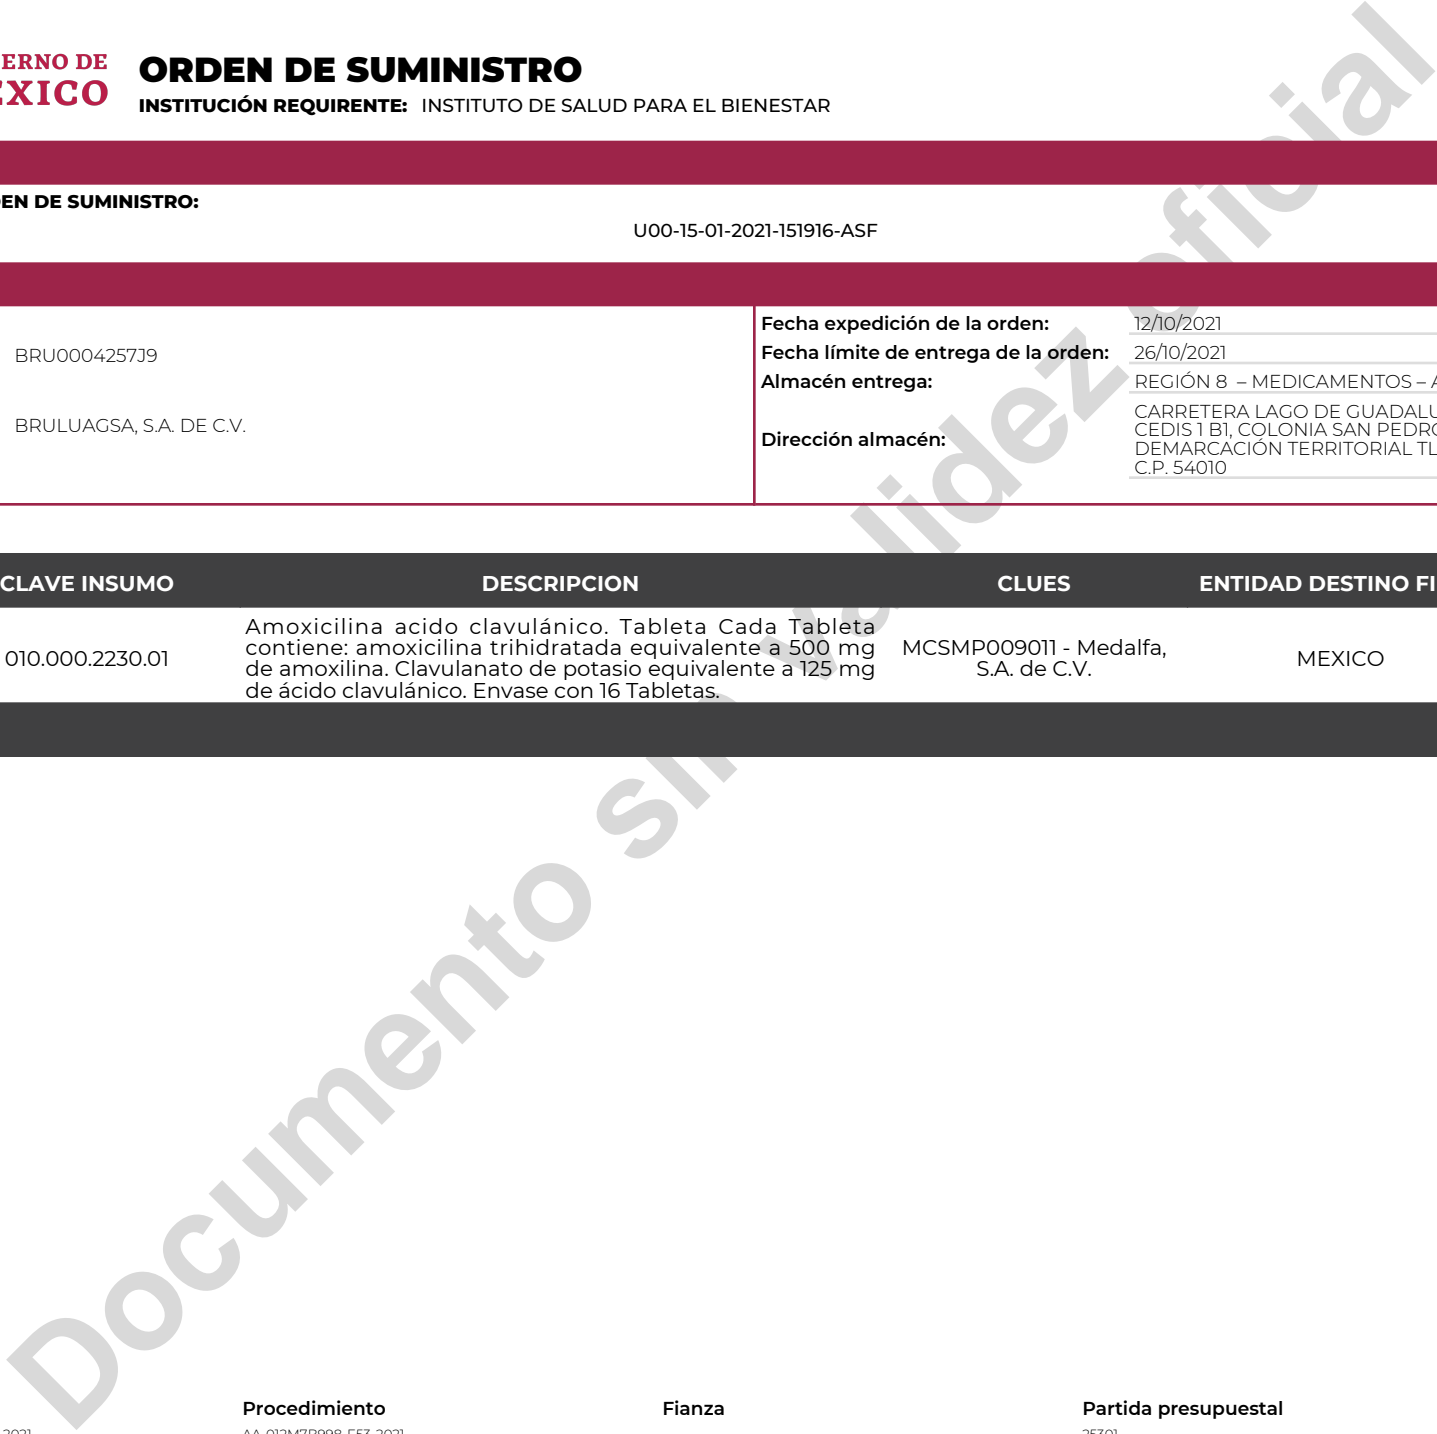 ERNO DE
EXICO
ORDEN DE SUMINISTRO
INSTITUCIÓN REQUIRENTE: INSTITUTO DE SALUD PARA EL BIENESTAR
EN DE SUMINISTRO:
U00-15-01-2021-151916-ASF
BRU0004257J9
BRULUAGSA, S.A. DE C.V.
Fecha expedición de la orden: 12/10/2021
Fecha límite de entrega de la orden: 26/10/2021
Almacén entrega: REGIÓN 8 – MEDICAMENTOS – A
Dirección almacén:
CARRETERA LAGO DE GUADALU
CEDIS 1 B1, COLONIA SAN PEDRO
DEMARCACIÓN TERRITORIAL TL
C.P. 54010
CLAVE INSUMO DESCRIPCION CLUES ENTIDAD DESTINO FI
010.000.2230.01
Amoxicilina acido clavulánico. Tableta Cada Tableta
contiene: amoxicilina trihidratada equivalente a 500 mg
de amoxilina. Clavulanato de potasio equivalente a 125 mg
de ácido clavulánico. Envase con 16 Tabletas.
MCSMP009011 - Medalfa,
S.A. de C.V.
MEXICO
Documento sin validez oficial
Procedimiento Fianza Partida presupuestal